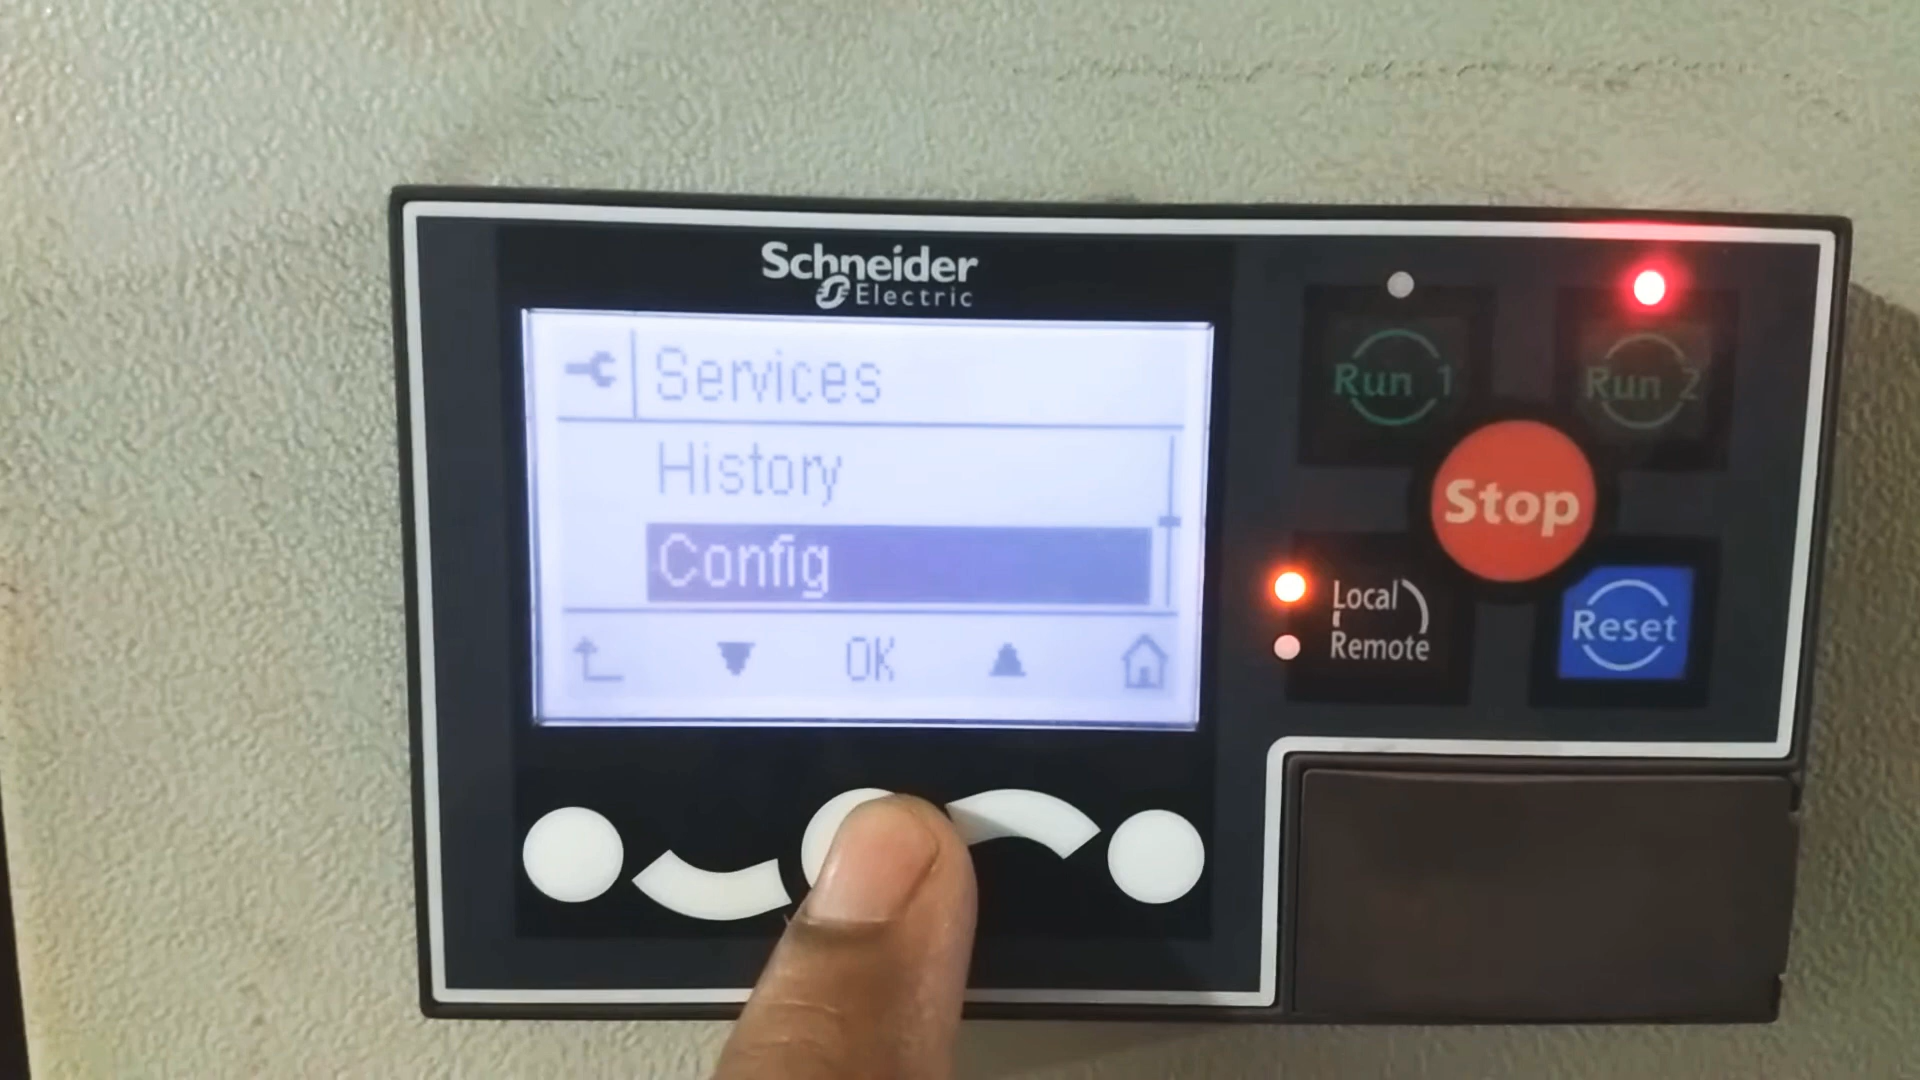 Schneider
Electric
Services
History
Config
OK
Run 1
Run 2
Stop
Local
Remote
Reset